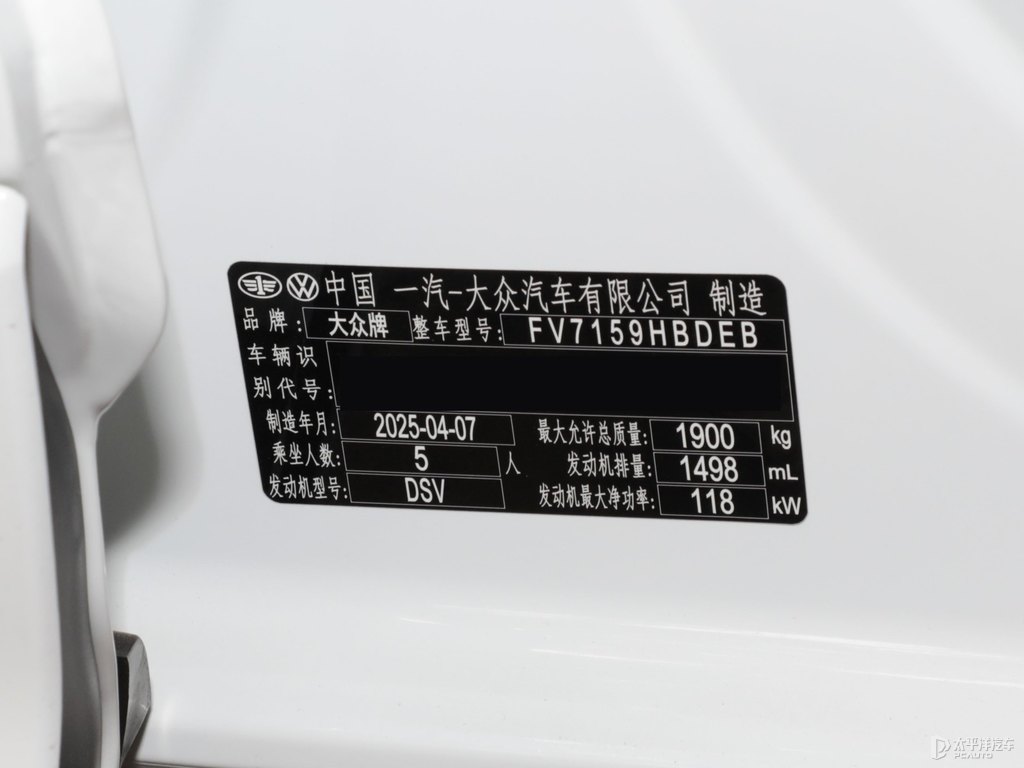 中国 一汽-大众汽车有限公司 制造
品牌: 大众牌 整车型号: FV7159HBDEB
车辆识
别代号:
制造年月: 2025-04-07 最大允许总质量: 1900 kg
乘坐人数: 5 人 发动机排量: 1498 mL
发动机型号: DSV 发动机最大净功率: 118 kW
太平洋汽车
PCAUTO